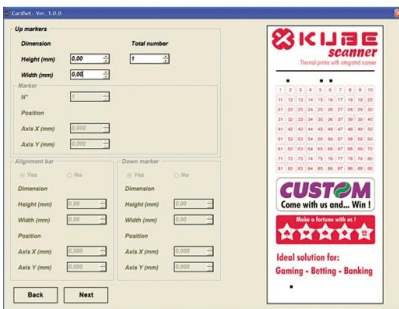 CardSet - Ver. 1.0.0
Up markers
Dimension
Total number
Height (mm)
0,00
1
Width (mm)
0,00
Marker
N°
Position
Axis X (mm)
0,000
Axis Y (mm)
0,000
Alignment bar
Yes
No
Dimension
Height (mm)
0,00
Width (mm)
0,00
Position
Axis X (mm)
0,000
Axis Y (mm)
0,000
Down marker
Yes
No
Dimension
Height (mm)
0,00
Width (mm)
0,00
Position
Axis X (mm)
0,000
Axis Y (mm)
0,000
Back
Next
KUBE
scanner
Thermal printer with integrated scanner
1 2 3 4 5 6 7 8 9 10
11 12 13 14 15 16 17 18 19 20
21 22 23 24 25 26 27 28 29 30
31 32 33 34 35 36 37 38 39 40
41 42 43 44 45 46 47 48 49 50
51 52 53 54 55 56 57 58 59 60
61 62 63 64 65 66 67 68 69 70
71 72 73 74 75 76 77 78 79 80
81 82 83 84 85 86 87 88 89 90
CUSTOM
Come with us and... Win !
Make a fortune with us !
Ideal solution for:
Gaming - Betting - Banking